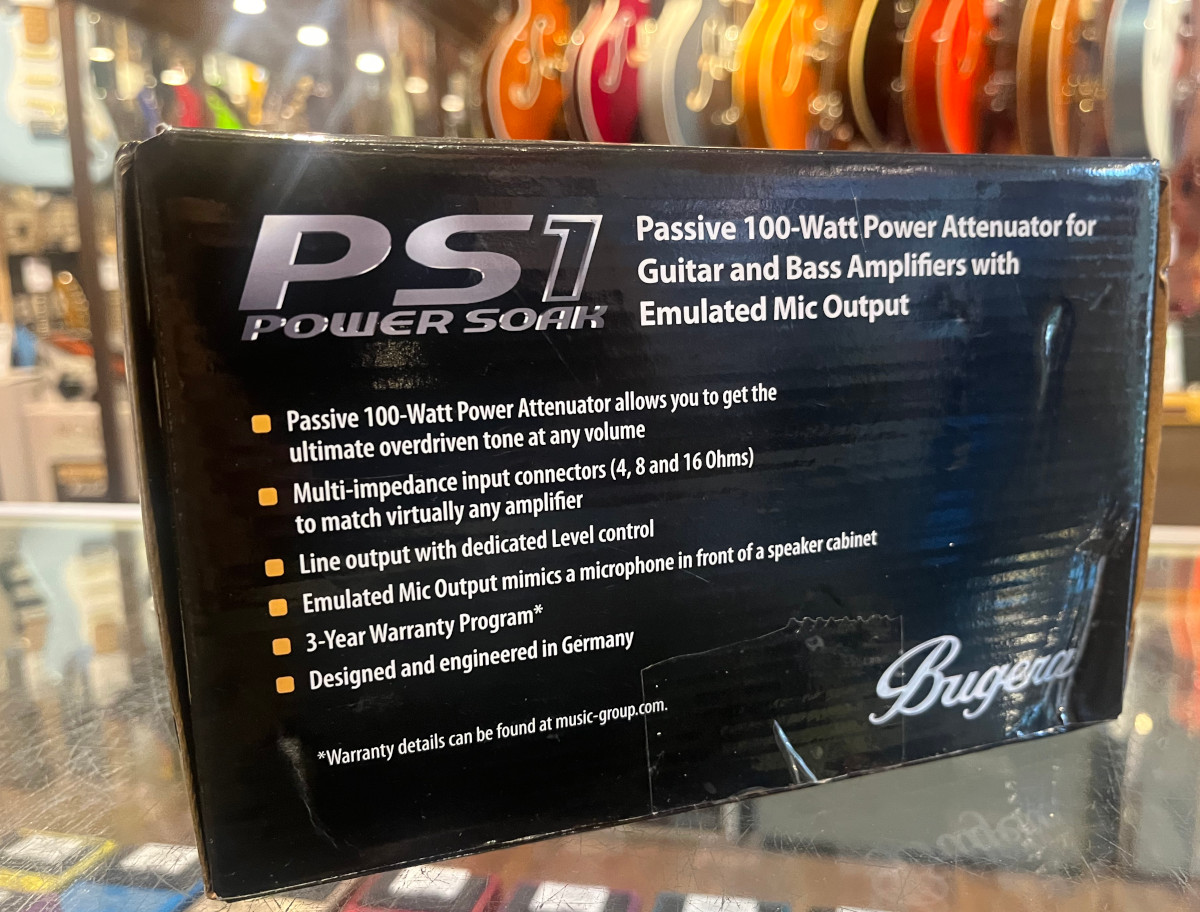 PS1
POWER SOAK
Passive 100-Watt Power Attenuator for
Guitar and Bass Amplifiers with
Emulated Mic Output
Passive 100-Watt Power Attenuator allows you to get the
ultimate overdriven tone at any volume
Multi-impedance input connectors (4, 8 and 16 Ohms)
to match virtually any amplifier
Line output with dedicated Level control
Emulated Mic Output mimics a microphone in front of a speaker cabinet
3-Year Warranty Program*
Designed and engineered in Germany
*Warranty details can be found at music-group.com.
Bugera